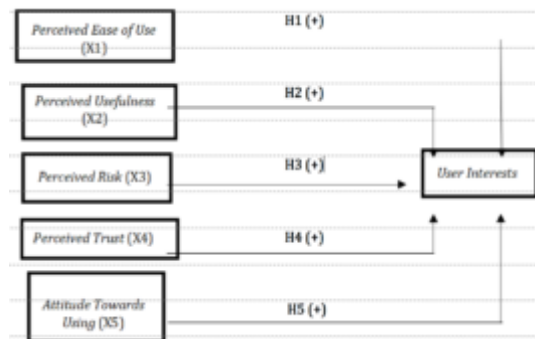 Perceived Ease of Use
(X1)
H1 (+)
Perceived Usefulness
(X2)
H2 (+)
Perceived Risk (X3)
H3 (+)
User Interests
Perceived Trust (X4)
H4 (+)
Attitude Towards
Using (X5)
H5 (+)